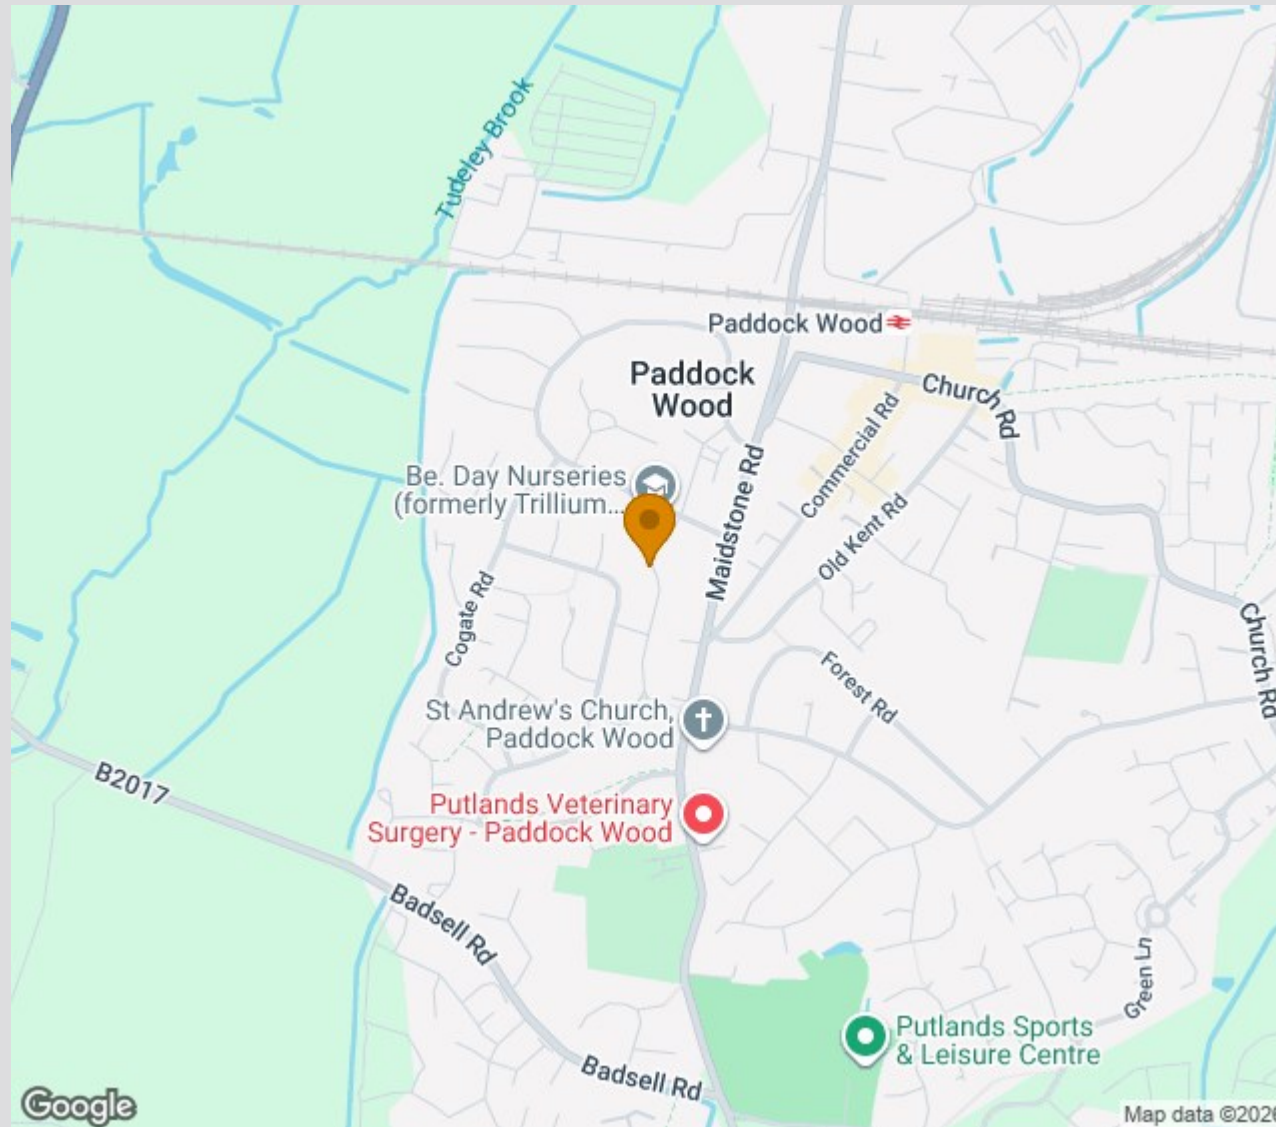 Tudeley Brook
Paddock Wood
Paddock
Wood
Church Rd
Commercial Rd
Maidstone Rd
Old Kent Rd
Be. Day Nurseries
(formerly Trillium...
Cogate Rd
Church Rd
Forest Rd
St Andrew's Church,
Paddock Wood
B2017
Putlands Veterinary
Surgery - Paddock Wood
Badsell Rd
Green Ln
Putlands Sports
& Leisure Centre
Badsell Rd
Google
Map data ©2026